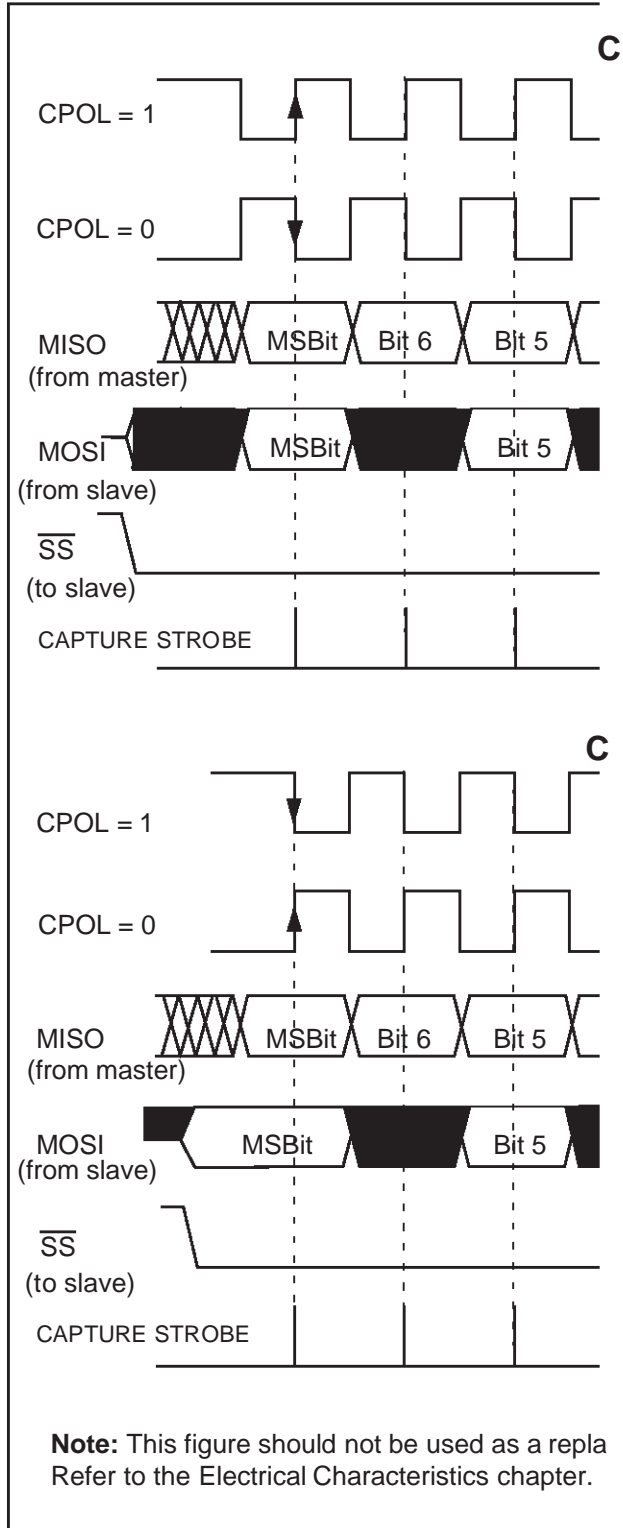 C
CPOL = 1
CPOL = 0
MISO MSBit Bit 6 Bit 5
(from master)
MOSI MSBit Bit 5
(from slave)
SS
(to slave)
CAPTURE STROBE
C
CPOL = 1
CPOL = 0
MISO MSBit Bit 6 Bit 5
(from master)
MOSI MSBit Bit 5
(from slave)
SS
(to slave)
CAPTURE STROBE
Note: This figure should not be used as a repla
Refer to the Electrical Characteristics chapter.